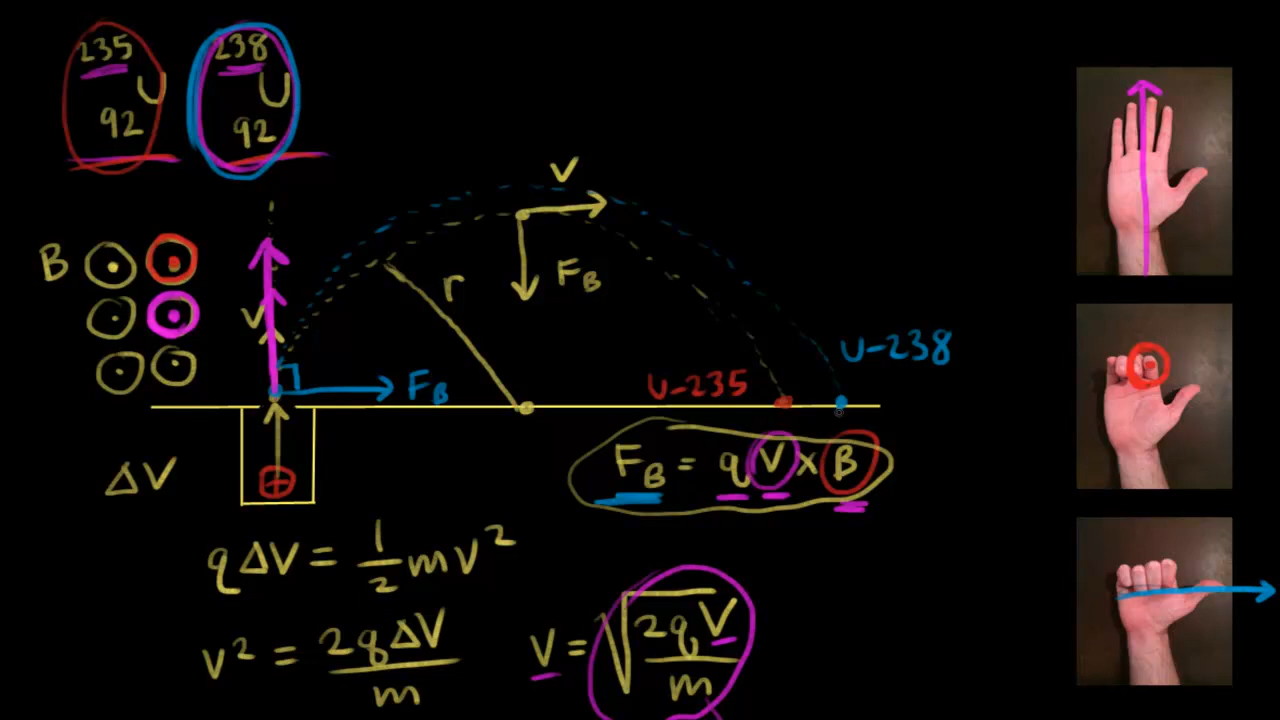 235 238
U U
92 92
V
B
V
F_B
r
U-238
F_B
U-235
F_B = qV × B
ΔV
+
qΔV = 1/2 mv²
v² = 2qΔV/m
V = √(2qV/m)